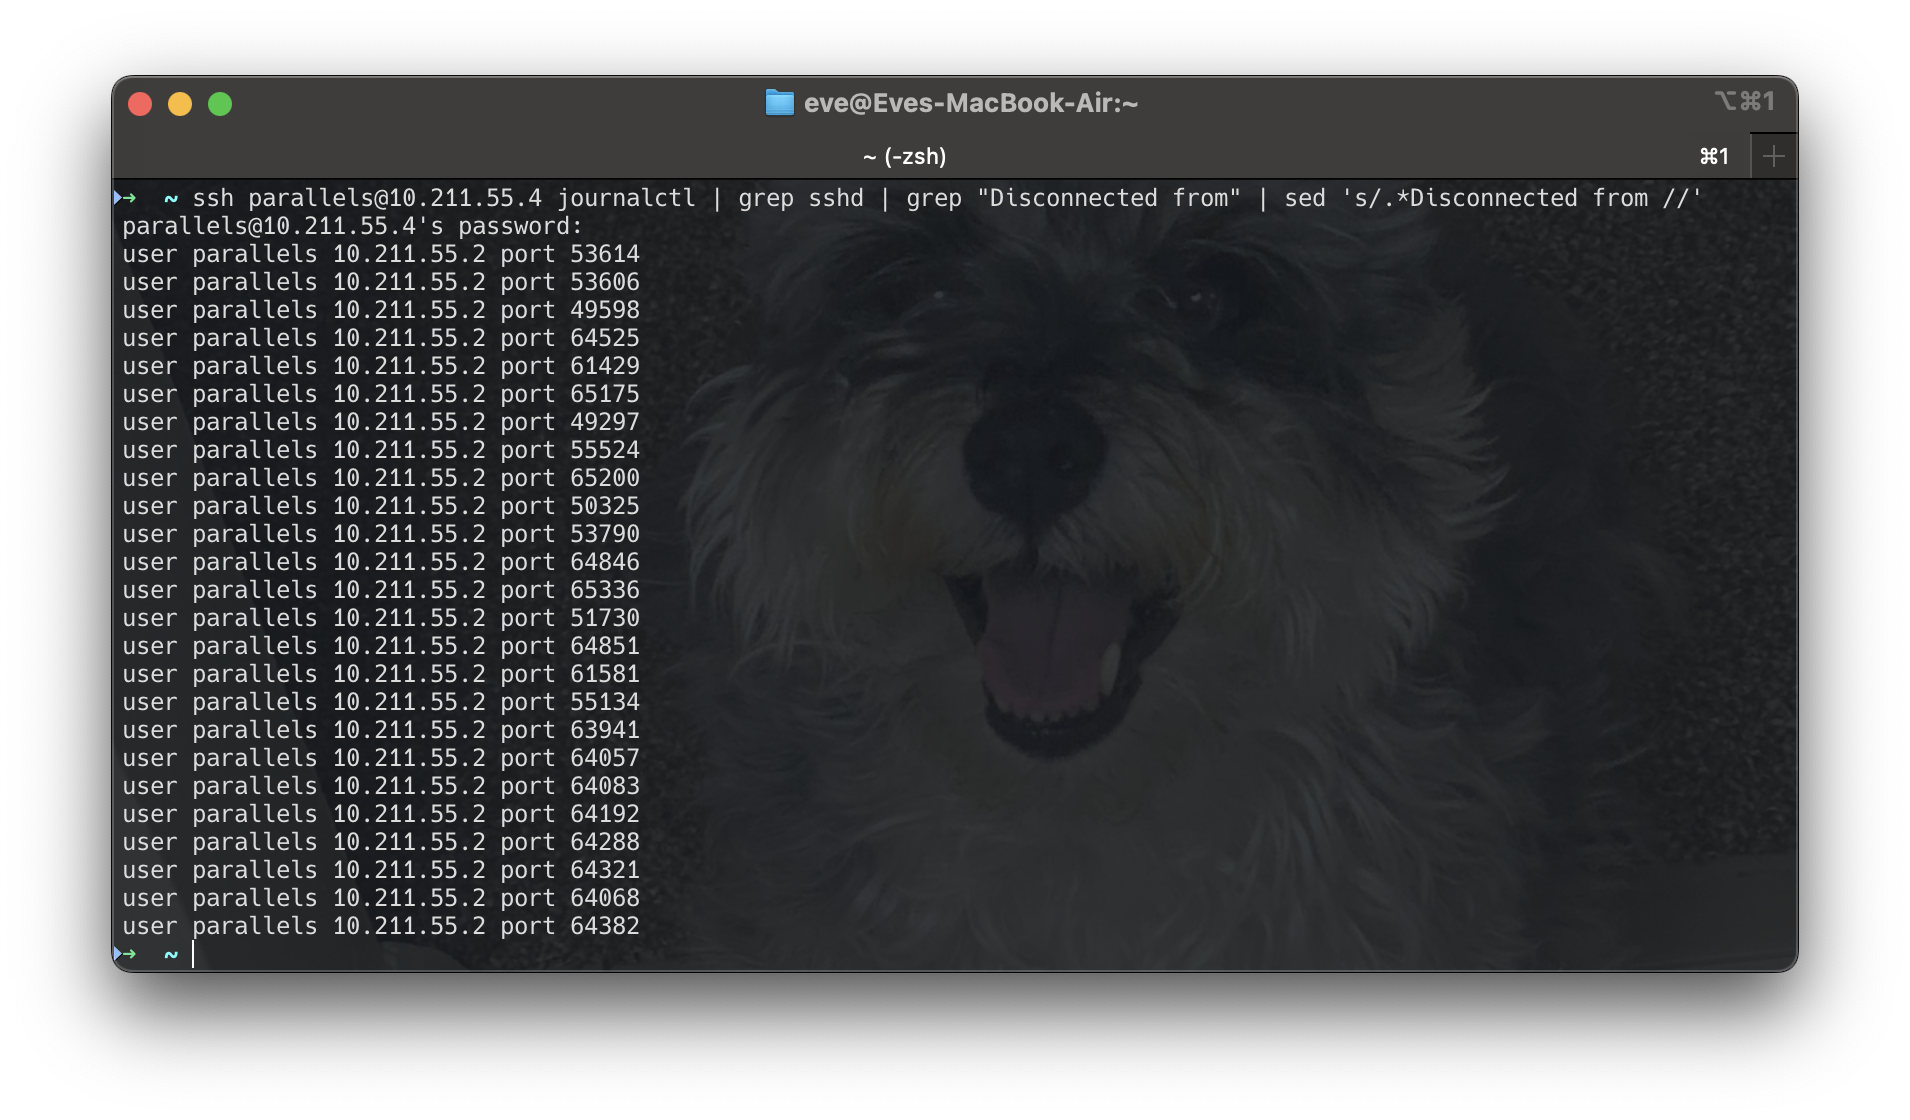 eve@Eves-MacBook-Air:~
⌥⌘1
~ (-zsh)
⌘1
➜ ~ ssh parallels@10.211.55.4 journalctl | grep sshd | grep "Disconnected from" | sed 's/.*Disconnected from //'
parallels@10.211.55.4's password:
user parallels 10.211.55.2 port 53614
user parallels 10.211.55.2 port 53606
user parallels 10.211.55.2 port 49598
user parallels 10.211.55.2 port 64525
user parallels 10.211.55.2 port 61429
user parallels 10.211.55.2 port 65175
user parallels 10.211.55.2 port 49297
user parallels 10.211.55.2 port 55524
user parallels 10.211.55.2 port 65200
user parallels 10.211.55.2 port 50325
user parallels 10.211.55.2 port 53790
user parallels 10.211.55.2 port 64846
user parallels 10.211.55.2 port 65336
user parallels 10.211.55.2 port 51730
user parallels 10.211.55.2 port 64851
user parallels 10.211.55.2 port 61581
user parallels 10.211.55.2 port 55134
user parallels 10.211.55.2 port 63941
user parallels 10.211.55.2 port 64057
user parallels 10.211.55.2 port 64083
user parallels 10.211.55.2 port 64192
user parallels 10.211.55.2 port 64288
user parallels 10.211.55.2 port 64321
user parallels 10.211.55.2 port 64068
user parallels 10.211.55.2 port 64382
➜ ~